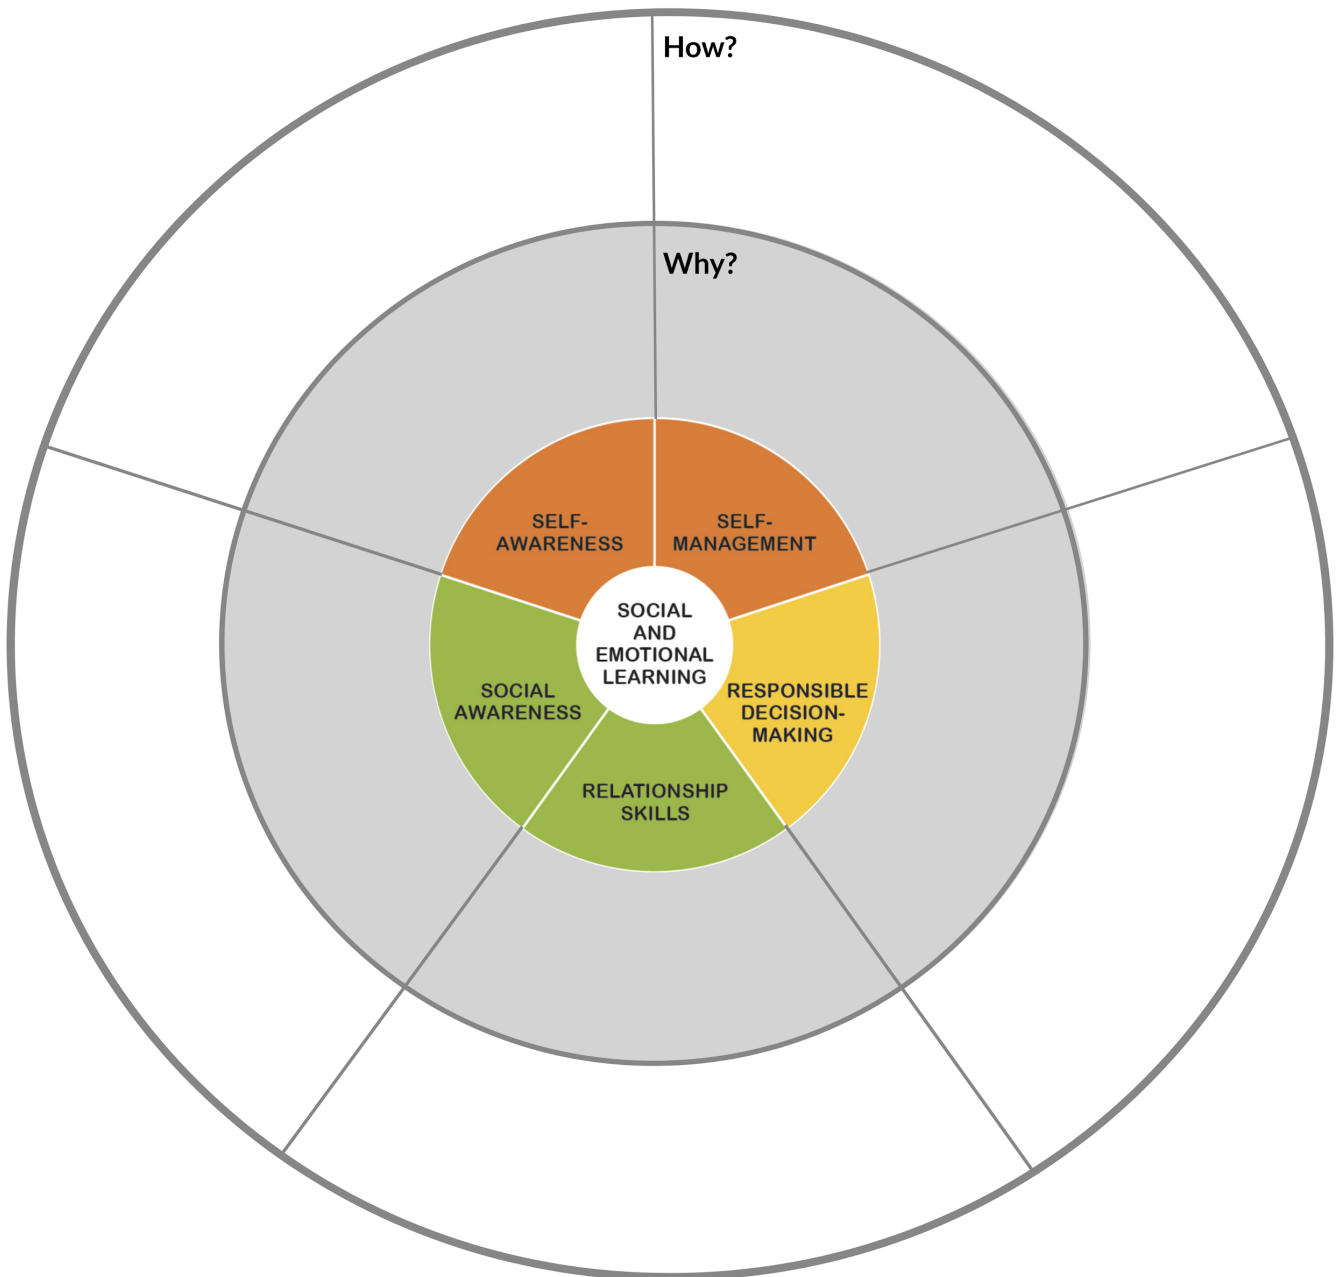 How?
Why?
SELF-
AWARENESS
SELF-
MANAGEMENT
SOCIAL
AND
EMOTIONAL
LEARNING
SOCIAL
AWARENESS
RESPONSIBLE
DECISION-
MAKING
RELATIONSHIP
SKILLS